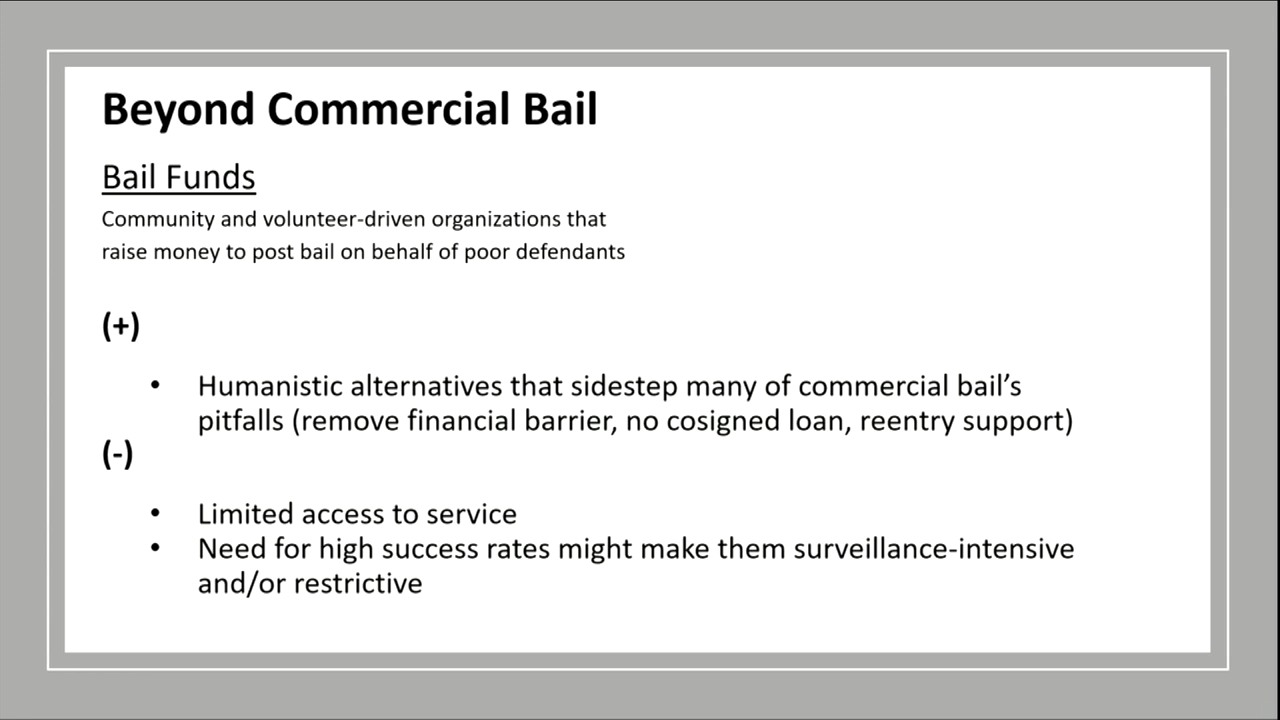 Beyond Commercial Bail
Bail Funds
Community and volunteer-driven organizations that
raise money to post bail on behalf of poor defendants
(+)
• Humanistic alternatives that sidestep many of commercial bail’s
pitfalls (remove financial barrier, no cosigned loan, reentry support)
(-)
• Limited access to service
• Need for high success rates might make them surveillance-intensive
and/or restrictive